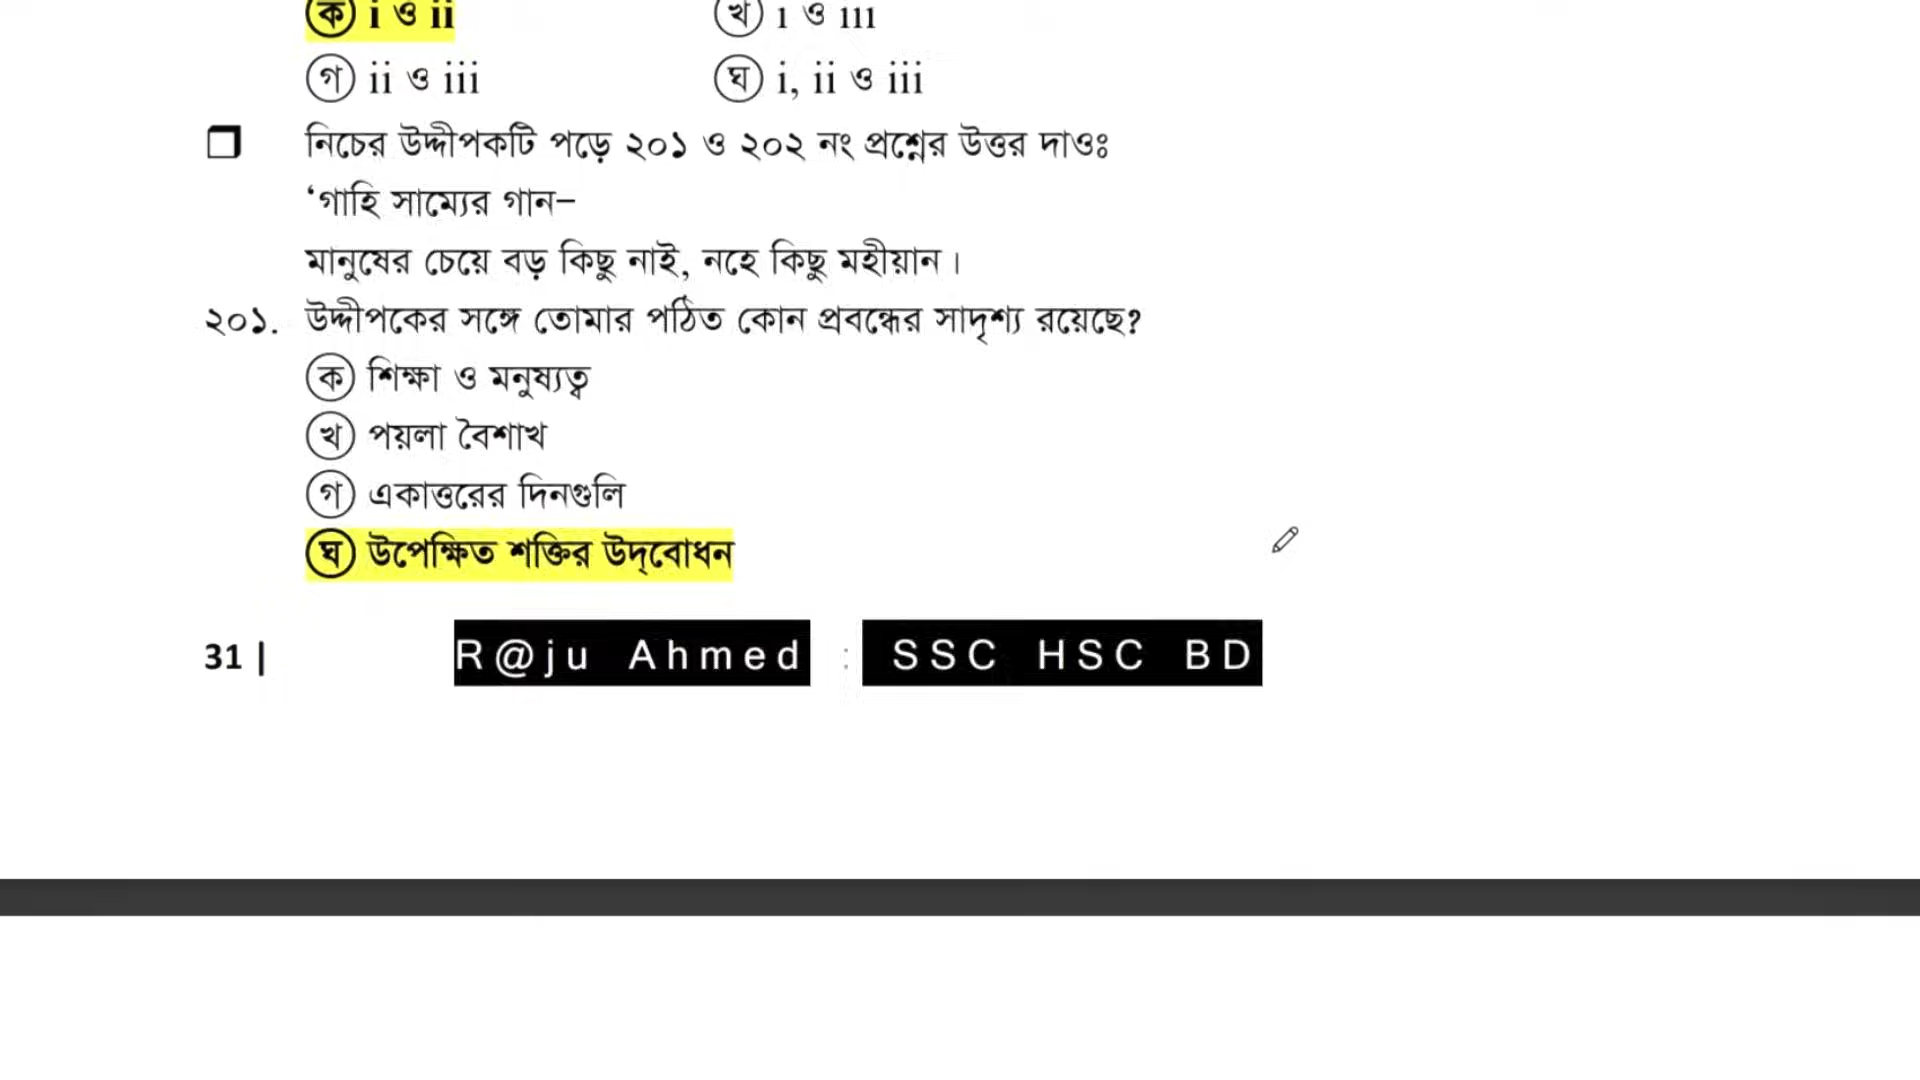 ক i ও ii খ i ও iii
গ ii ও iii ঘ i, ii ও iii
নিচের উদ্দীপকটি পড়ে ২০১ ও ২০২ নং প্রশ্নের উত্তর দাওঃ
‘গাহি সাম্যের গান–
মানুষের চেয়ে বড় কিছু নাই, নহে কিছু মহীয়ান।
২০১. উদ্দীপকের সঙ্গে তোমার পঠিত কোন প্রবন্ধের সাদৃশ্য রয়েছে?
ক শিক্ষা ও মনুষ্যত্ব
খ পয়লা বৈশাখ
গ একাত্তরের দিনগুলি
ঘ উপেক্ষিত শক্তির উদ্‌বোধন
31 | R@ju Ahmed : SSC HSC BD